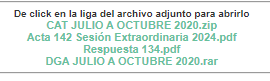 De click en la liga del archivo adjunto para abrirlo
CAT JULIO A OCTUBRE 2020.zip
Acta 142 Sesión Extraordinaria 2024.pdf
Respuesta 134.pdf
DGA JULIO A OCTUBRE 2020.rar